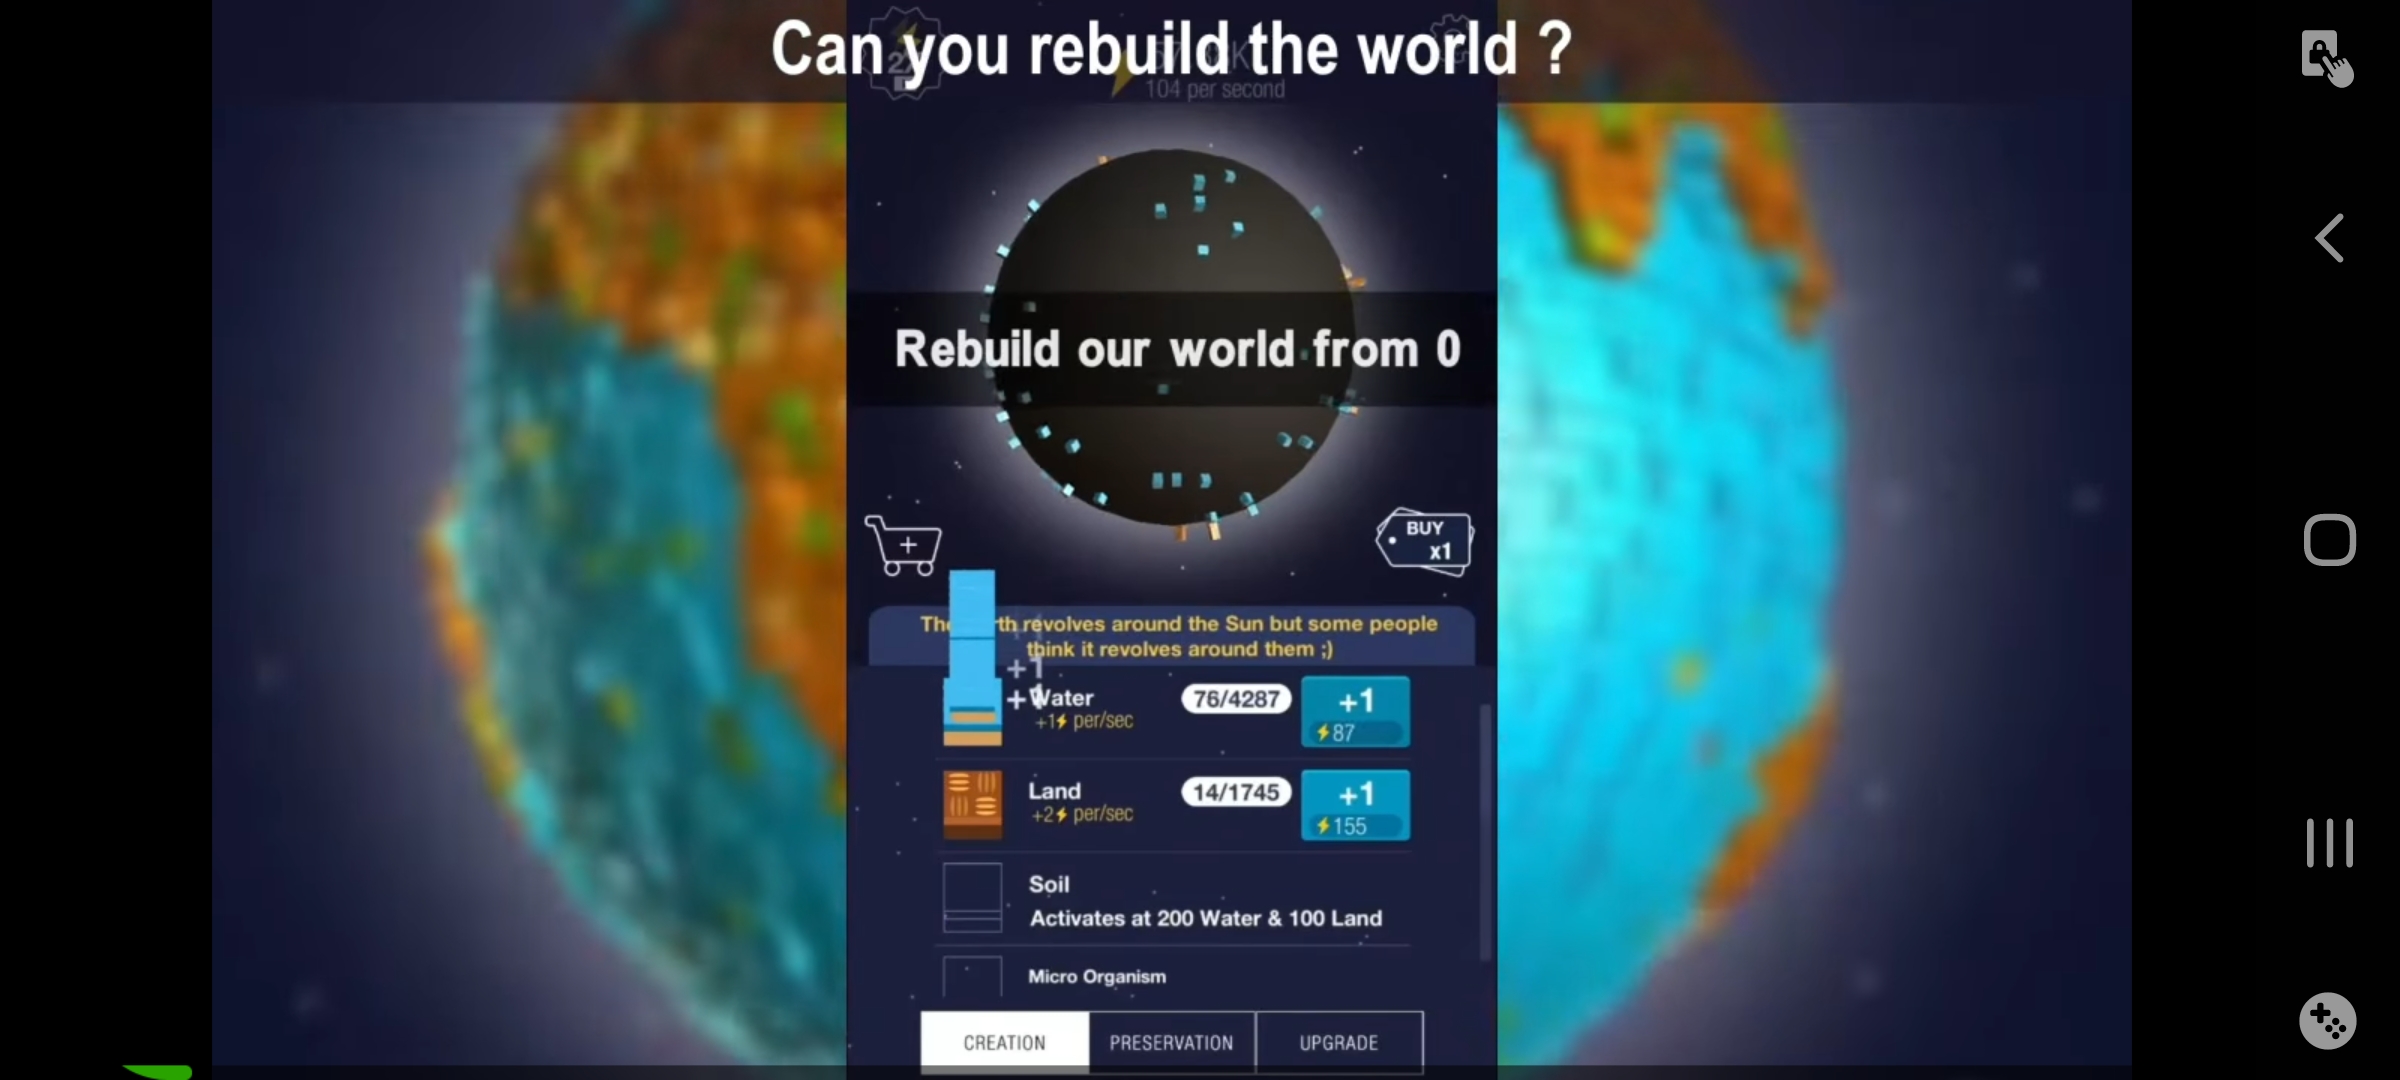 Can you rebuild the world ?
104 per second
Rebuild our world from 0
BUY
x1
revolves around the Sun but some people
think it revolves around them ;)
+1
+1
Water
76/4287
+1
+1 per/sec
87
Land
14/1745
+1
+2 per/sec
155
Soil
Activates at 200 Water & 100 Land
Micro Organism
CREATION
PRESERVATION
UPGRADE